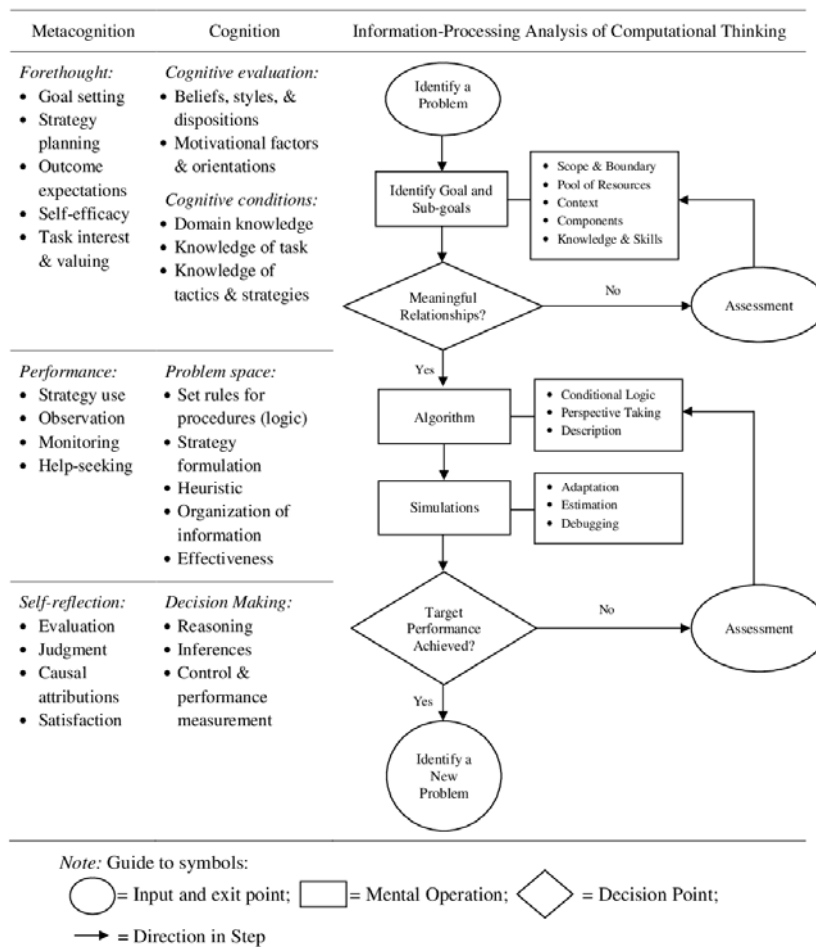 Metacognition
Cognition
Information-Processing Analysis of Computational Thinking
Forethought:
• Goal setting
• Strategy
planning
• Outcome
expectations
• Self-efficacy
• Task interest
& valuing
Cognitive evaluation:
• Beliefs, styles, &
dispositions
• Motivational factors
& orientations
Cognitive conditions:
• Domain knowledge
• Knowledge of task
• Knowledge of
tactics & strategies
Identify a
Problem
Identify Goal and
Sub-goals
• Scope & Boundary
• Pool of Resources
• Context
• Components
• Knowledge & Skills
Meaningful
Relationships?
No
Assessment
Yes
Performance:
• Strategy use
• Observation
• Monitoring
• Help-seeking
Problem space:
• Set rules for
procedures (logic)
• Strategy
formulation
• Heuristic
• Organization of
information
• Effectiveness
Algorithm
• Conditional Logic
• Perspective Taking
• Description
Simulations
• Adaptation
• Estimation
• Debugging
Self-reflection:
• Evaluation
• Judgment
• Causal
attributions
• Satisfaction
Decision Making:
• Reasoning
• Inferences
• Control &
performance
measurement
Target
Performance
Achieved?
No
Assessment
Yes
Identify a
New
Problem
Note: Guide to symbols:
= Input and exit point; = Mental Operation; = Decision Point;
= Direction in Step